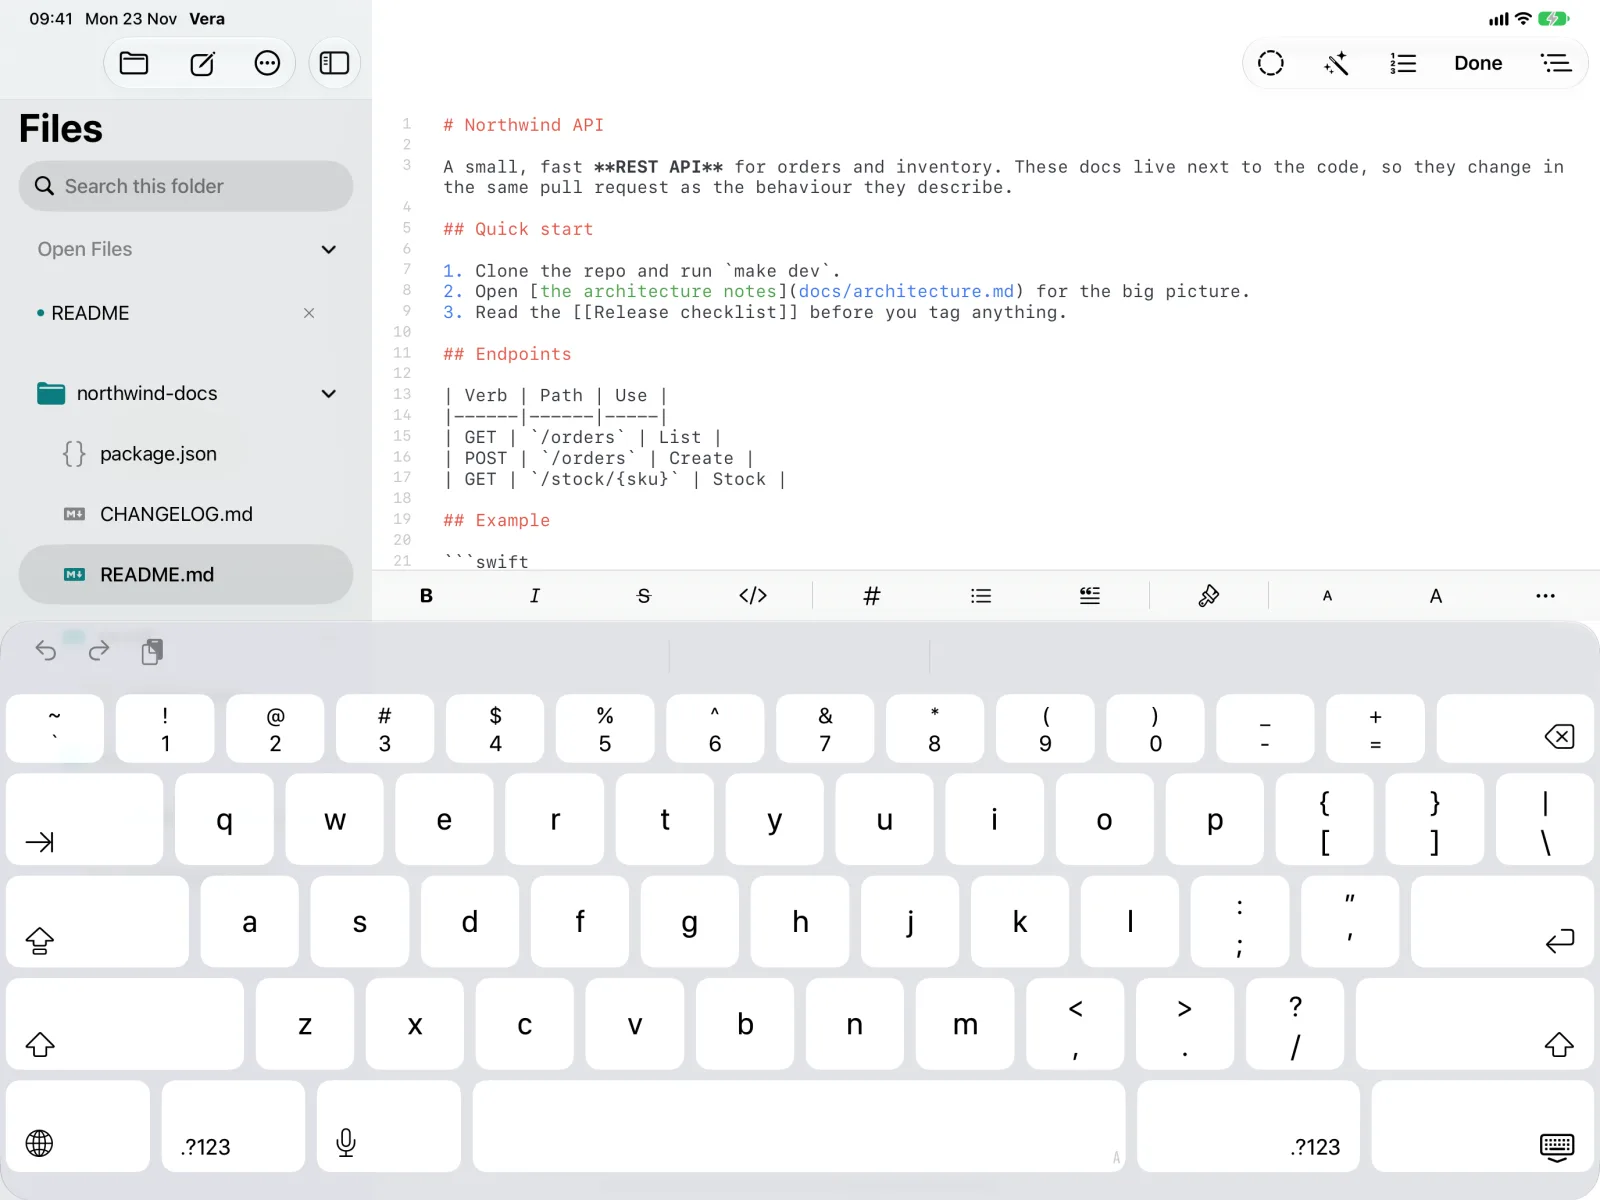 09:41 Mon 23 Nov Vera
Files
Search this folder
Open Files
README
northwind-docs
package.json
CHANGELOG.md
README.md
Done
1 # Northwind API
2
3 A small, fast **REST API** for orders and inventory. These docs live next to the code, so they change in
the same pull request as the behaviour they describe.
4
5 ## Quick start
6
7 1. Clone the repo and run `make dev`.
8 2. Open [the architecture notes](docs/architecture.md) for the big picture.
9 3. Read the [[Release checklist]] before you tag anything.
10
11 ## Endpoints
12
13 | Verb | Path | Use |
14 |------|------|-----|
15 | GET | `/orders` | List |
16 | POST | `/orders` | Create |
17 | GET | `/stock/{sku}` | Stock |
18
19 ## Example
20
21 ```swift
B I S </> # A A
~ ! @ # $ % ^ & * ( ) _ +
` 1 2 3 4 5 6 7 8 9 0 - =
q w e r t y u i o p { } |
[ ] \
a s d f g h j k l : "
; '
z x c v b n m < > ?
, . /
.?123 A .?123